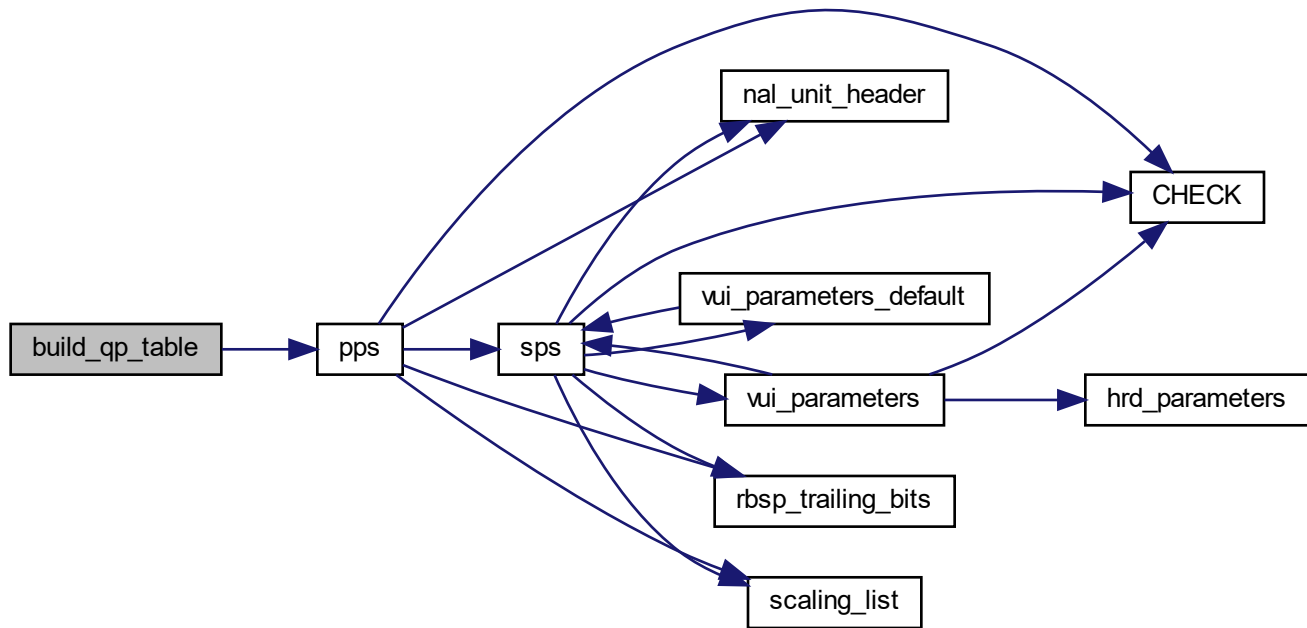 nal_unit_header
CHECK
vui_parameters_default
build_qp_table
pps
sps
vui_parameters
hrd_parameters
rbsp_trailing_bits
scaling_list